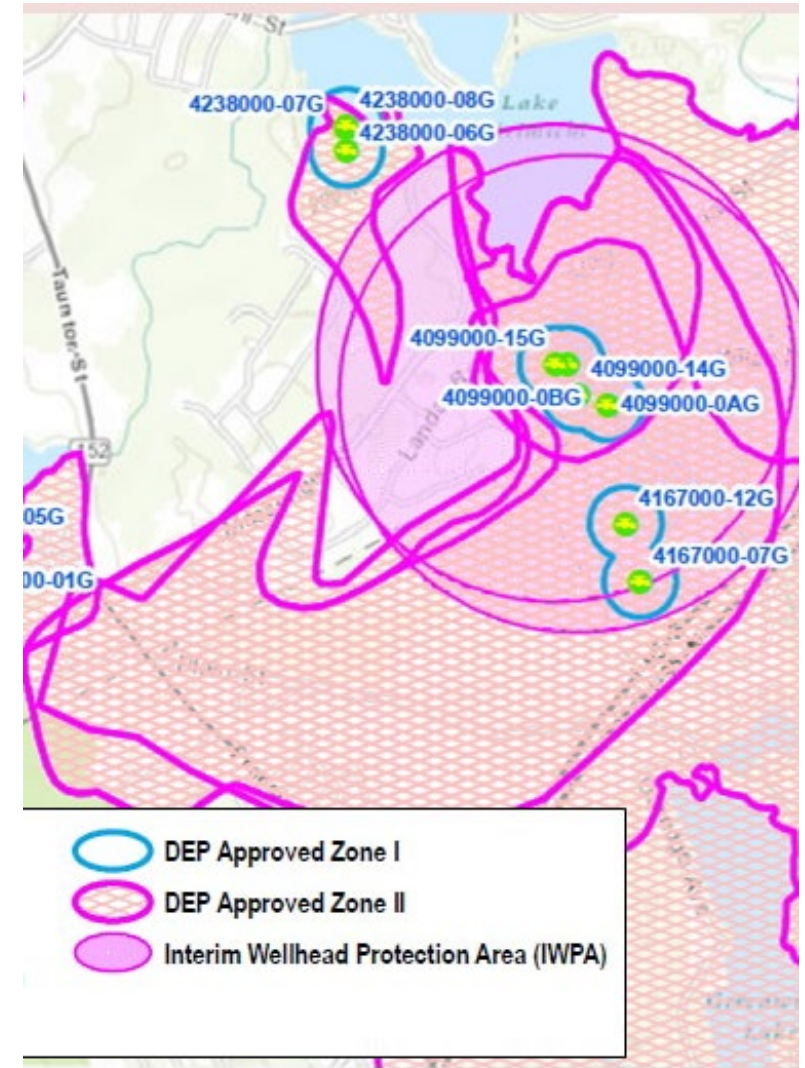 4238000-07G
4238000-08G
Lake
4238000-06G
Taunton St
4099000-15G
4099000-14G
4099000-0BG
4099000-0AG
152
4167000-12G
05G
4167000-07G
00-01G
DEP Approved Zone I
DEP Approved Zone II
Interim Wellhead Protection Area (IWPA)
Lake